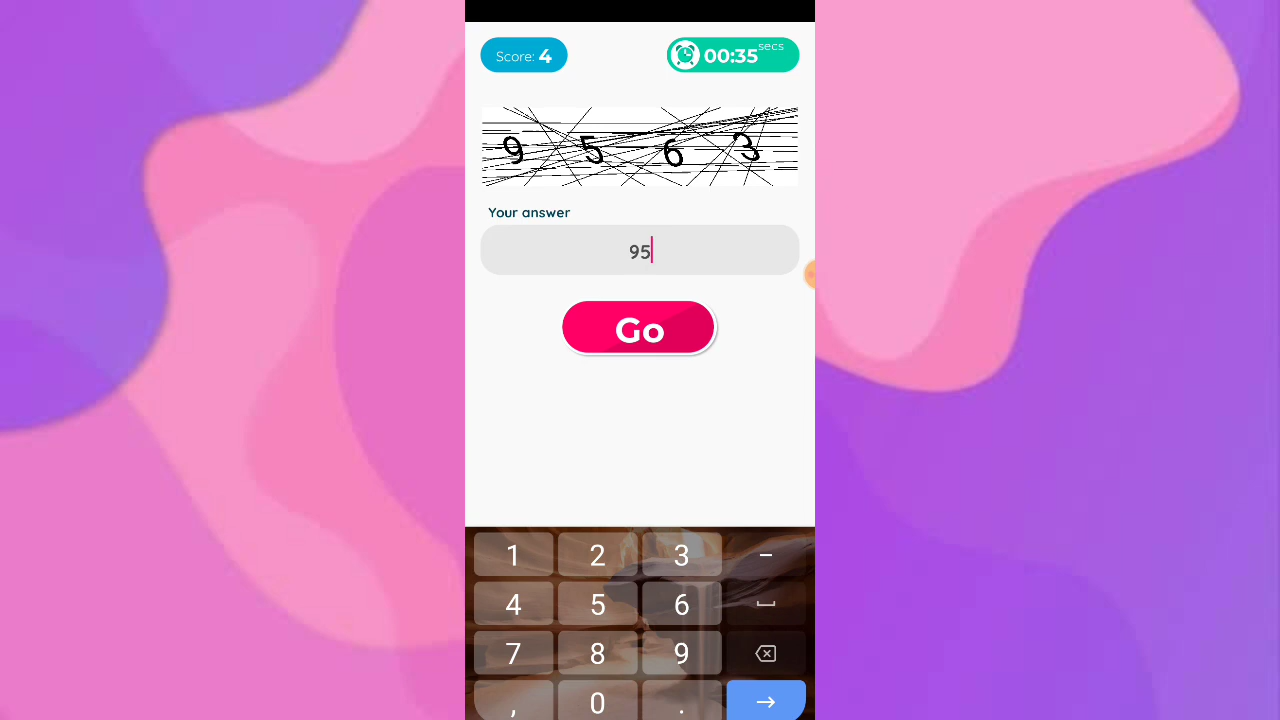 Score: 4
00:35 secs
9 5 6 3
Your answer
95
Go
1 2 3 –
4 5 6
7 8 9
, 0 .